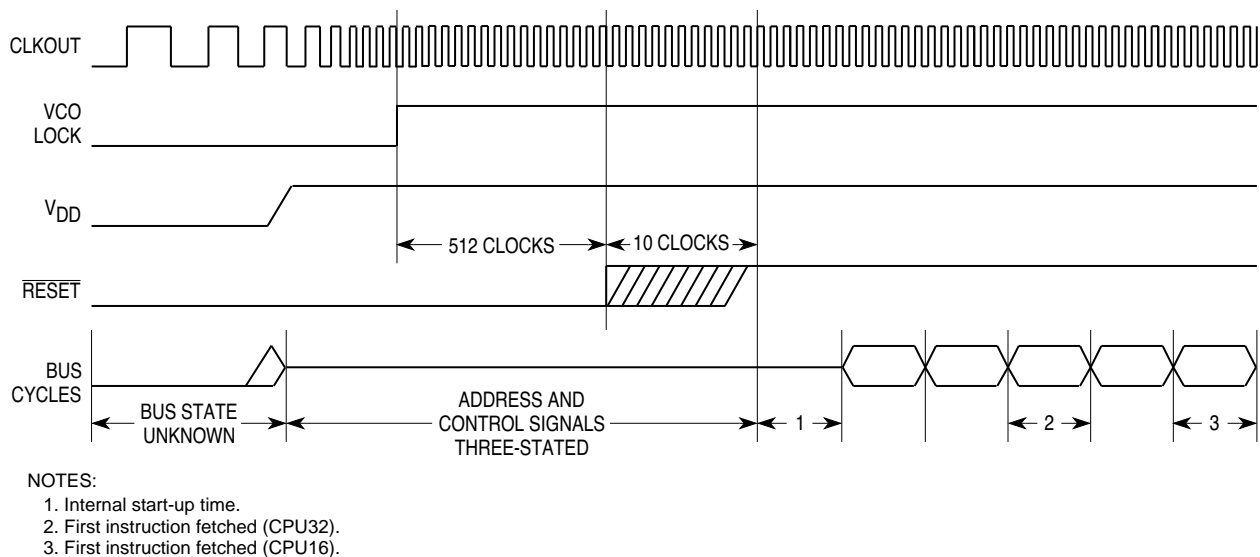 CLKOUT
VCO
LOCK
VDD
512 CLOCKS
10 CLOCKS
RESET
BUS
CYCLES
BUS STATE
UNKNOWN
ADDRESS AND
CONTROL SIGNALS
THREE-STATED
1
2
3
NOTES:
1. Internal start-up time.
2. First instruction fetched (CPU32).
3. First instruction fetched (CPU16).